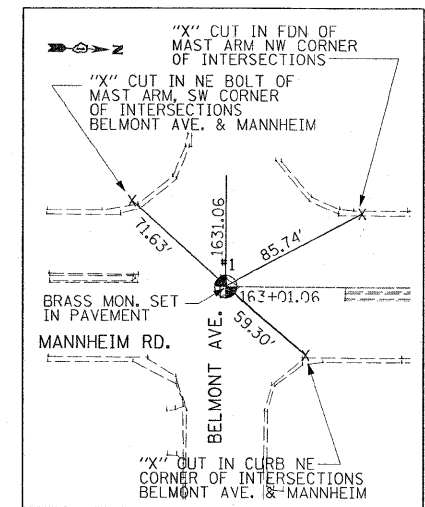 "X" CUT IN FDN OF
MAST ARM NW CORNER
OF INTERSECTIONS
N
"X" CUT IN NE BOLT OF
MAST ARM, SW CORNER
OF INTERSECTIONS
BELMONT AVE. & MANNHEIM
X
X
71.63'
1631.06
85.74'
#1
163+01.06
BRASS MON. SET
IN PAVEMENT
59.30'
MANNHEIM RD.
BELMONT AVE.
X
"X" CUT IN CURB NE
CORNER OF INTERSECTIONS
BELMONT AVE. & MANNHEIM